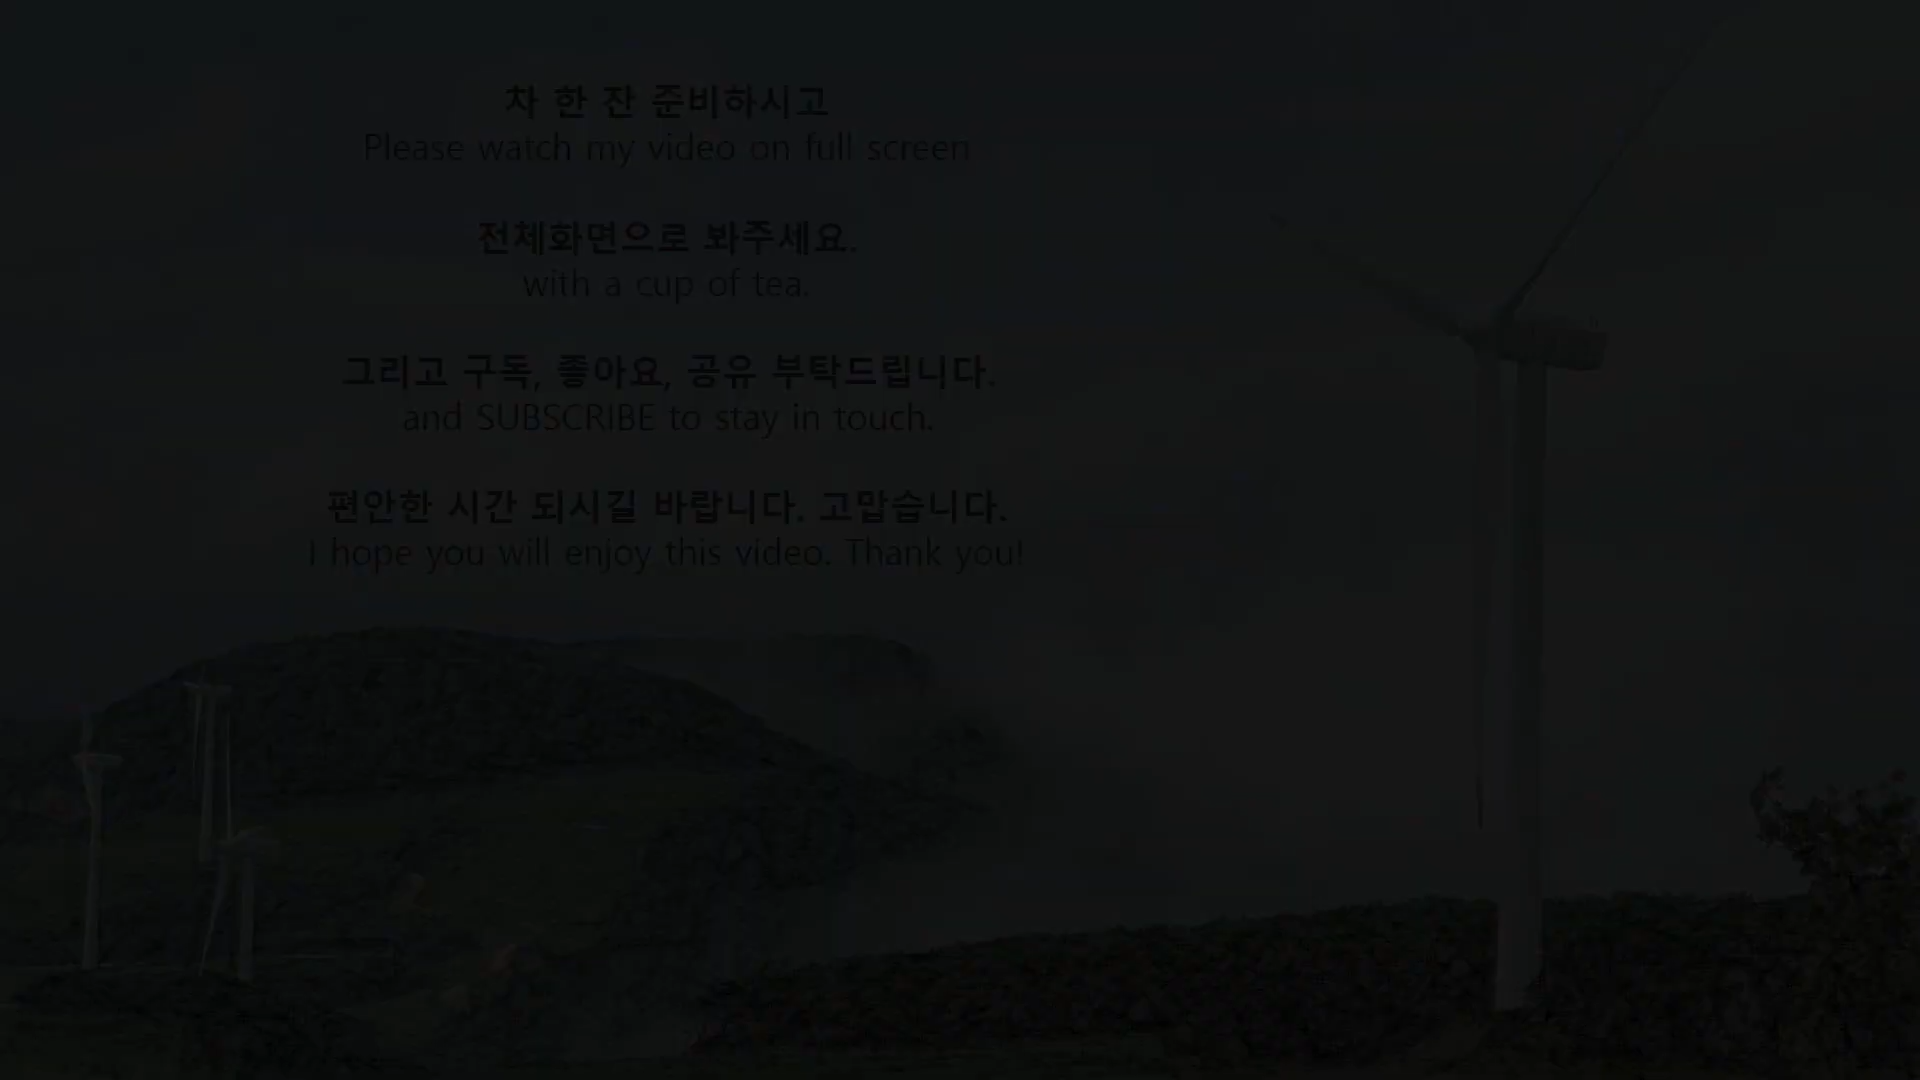 차 한 잔 준비하시고
Please watch my video on full screen
전체화면으로 봐주세요.
with a cup of tea.
그리고 구독, 좋아요, 공유 부탁드립니다.
and SUBSCRIBE to stay in touch.
편안한 시간 되시길 바랍니다. 고맙습니다.
I hope you will enjoy this video. Thank you!